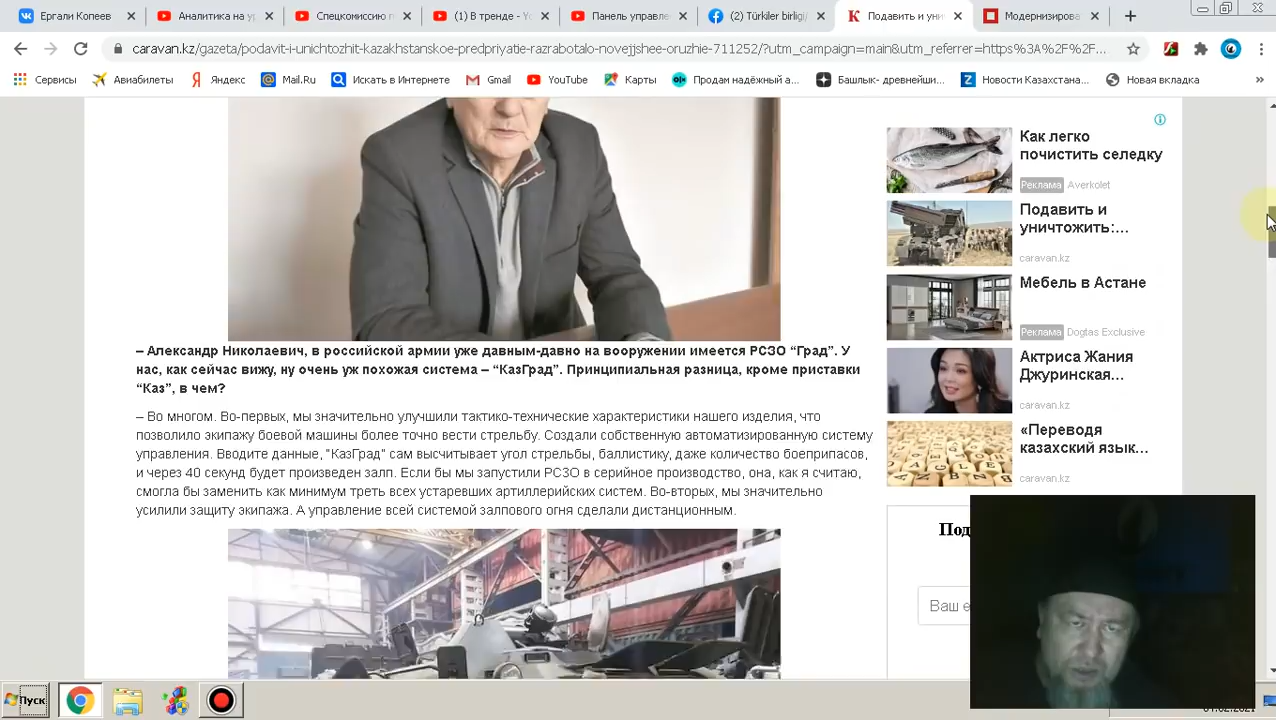 Ергали Копеев
Аналитика на ур
Спецкомиссию г
(1) В тренде - You
Панель управле
(2) Türkiler birligi/
Подавить и уни
Модернизирова
caravan.kz/gazeta/podavit-i-unichtozhit-kazakhstanskoe-predpriyatie-razrabotalo-novejjshee-oruzhie-711252/?utm_campaign=main&utm_referrer=https%3A%2F%2F...
Сервисы
Авиабилеты
Яндекс
Mail.Ru
Искать в Интернете
Gmail
YouTube
Карты
Продам надёжный а...
Башлык- древнейши...
Новости Казахстана...
Новая вкладка
– Александр Николаевич, в российской армии уже давным-давно на вооружении имеется РСЗО “Град”. У
нас, как сейчас вижу, ну очень уж похожая система – “КазГрад”. Принципиальная разница, кроме приставки
“Каз”, в чем?
– Во многом. Во-первых, мы значительно улучшили тактико-технические характеристики нашего изделия, что
позволило экипажу боевой машины более точно вести стрельбу. Создали собственную автоматизированную систему
управления. Вводите данные, "КазГрад" сам высчитывает угол стрельбы, баллистику, даже количество боеприпасов,
и через 40 секунд будет произведен залп. Если бы мы запустили РСЗО в серийное производство, она, как я считаю,
смогла бы заменить как минимум треть всех устаревших артиллерийских систем. Во-вторых, мы значительно
усилили защиту экипажа. А управление всей системой залпового огня сделали дистанционным.
Как легко
почистить селедку
Реклама Averkolet
Подавить и
уничтожить:...
caravan.kz
Мебель в Астане
Реклама Dogtas Exclusive
Актриса Жания
Джуринская...
caravan.kz
«Переводя
казахский язык...
caravan.kz
Под
Ваш е
Пуск